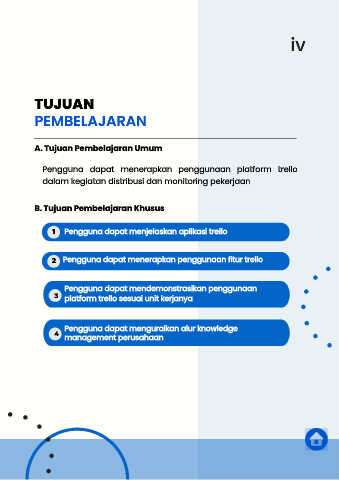 iv
TUJUAN
PEMBELAJARAN
A. Tujuan Pembelajaran Umum
Pengguna dapat menerapkan penggunaan platform trello
dalam kegiatan distribusi dan monitoring pekerjaan
B. Tujuan Pembelajaran Khusus
1 Pengguna dapat menjelaskan aplikasi trello
2 Pengguna dapat menerapkan penggunaan fitur trello
3 Pengguna dapat mendemonstrasikan penggunaan
platform trello sesuai unit kerjanya
4 Pengguna dapat menguraikan alur knowledge
management perusahaan